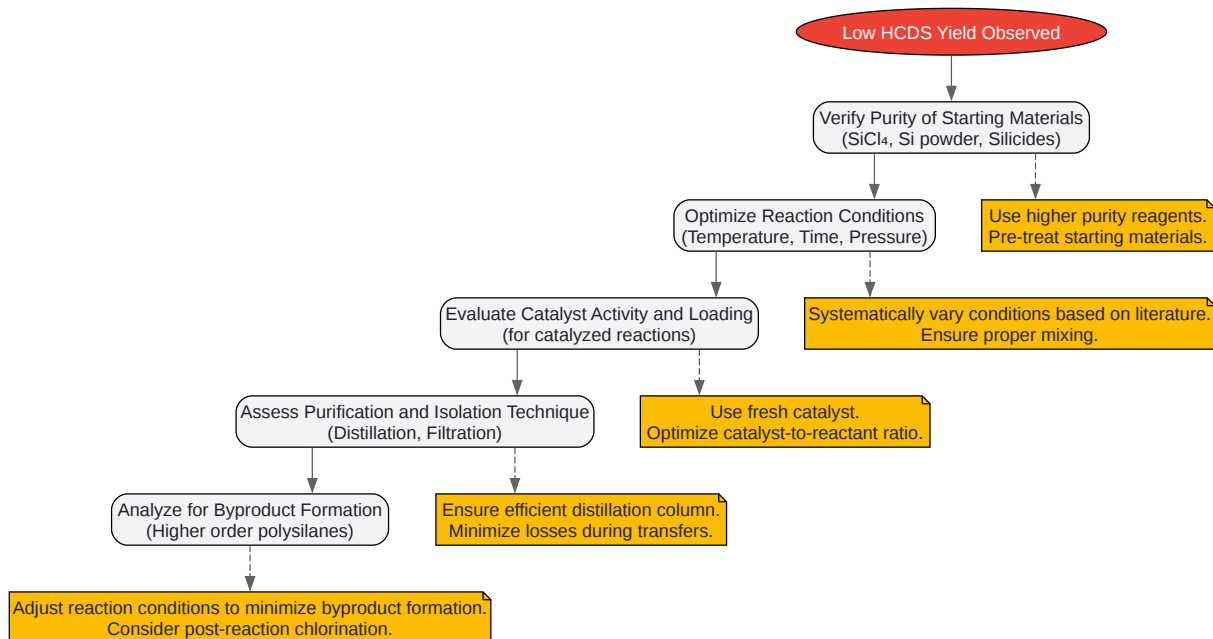 Low HCDS Yield Observed
Verify Purity of Starting Materials
(SiCl₄, Si powder, Silicides)
Optimize Reaction Conditions
(Temperature, Time, Pressure)
Use higher purity reagents.
Pre-treat starting materials.
Evaluate Catalyst Activity and Loading
(for catalyzed reactions)
Systematically vary conditions based on literature.
Ensure proper mixing.
Assess Purification and Isolation Technique
(Distillation, Filtration)
Use fresh catalyst.
Optimize catalyst-to-reactant ratio.
Analyze for Byproduct Formation
(Higher order polysilanes)
Ensure efficient distillation column.
Minimize losses during transfers.
Adjust reaction conditions to minimize byproduct formation.
Consider post-reaction chlorination.